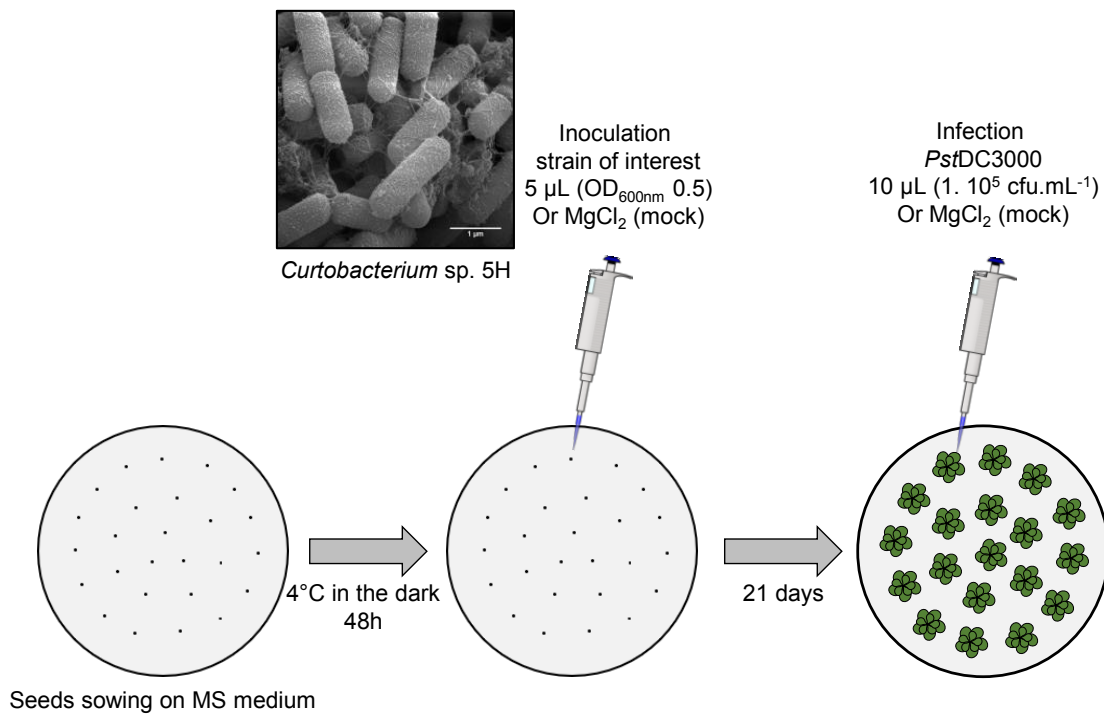 1 µm
Curtobacterium sp. 5H
Inoculation
strain of interest
5 µL (OD600nm 0.5)
Or MgCl2 (mock)
Infection
PstDC3000
10 µL (1. 10⁵ cfu.mL⁻¹)
Or MgCl2 (mock)
4°C in the dark
48h
21 days
Seeds sowing on MS medium